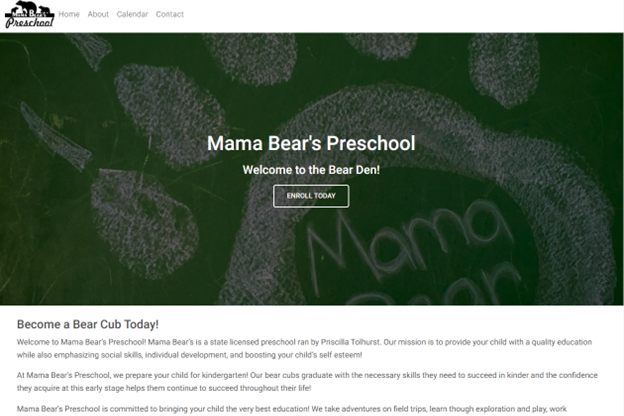 MAMA BEAR'S
Preschool
Home About Calendar Contact
Mama Bear's Preschool
Welcome to the Bear Den!
ENROLL TODAY
Mama
Bear
Become a Bear Cub Today!
Welcome to Mama Bear's Preschool! Mama Bear's is a state licensed preschool ran by Priscilla Tolhurst. Our mission is to provide your child with a quality education
while also emphasizing social skills, individual development, and boosting your child's self esteem!
At Mama Bear's Preschool, we prepare your child for kindergarten! Our bear cubs graduate with the necessary skills they need to succeed in kinder and the confidence
they acquire at this early stage helps them continue to succeed throughout their life!
Mama Bear's Preschool is committed to bringing your child the very best education! We take adventures on field trips, learn though exploration and play, work